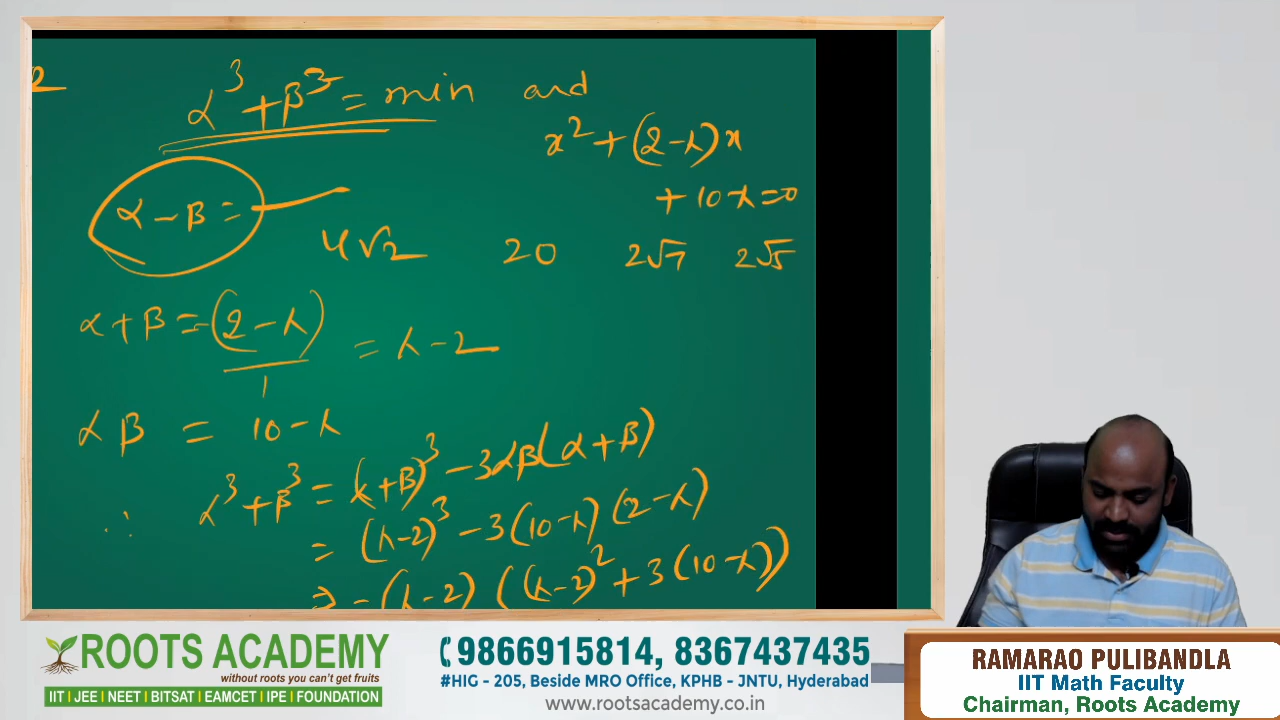 2
α³ + β³ = min and
x² + (2-λ)x
+ 10-λ = 0
α - β =
4√2 20 2√7 2√5
α + β = -(2-λ)/1 = λ-2
αβ = 10-λ
∴ α³ + β³ = (α+β)³ - 3αβ(α+β)
= (λ-2)³ - 3(10-λ)(2-λ)
⇒ = (λ-2) ((λ-2)² + 3(10-λ))
ROOTS ACADEMY
without roots you can't get fruits
IIT | JEE | NEET | BITSAT | EAMCET | IPE | FOUNDATION
9866915814, 8367437435
#HIG - 205, Beside MRO Office, KPHB - JNTU, Hyderabad
www.rootsacademy.co.in
RAMARAO PULIBANDLA
IIT Math Faculty
Chairman, Roots Academy